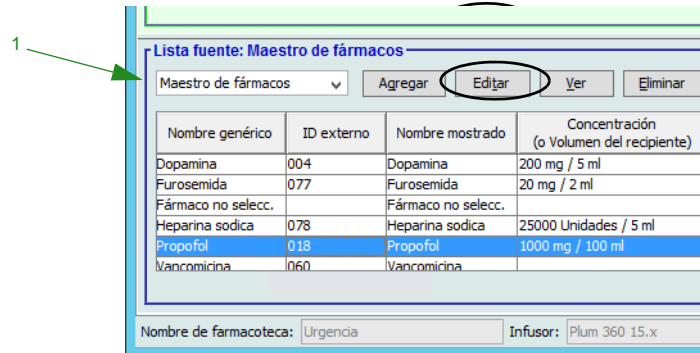 1
Lista fuente: Maestro de fármacos
Maestro de fármacos Agregar Editar Ver Eliminar
Nombre genérico ID externo Nombre mostrado Concentración (o Volumen del recipiente)
Dopamina 004 Dopamina 200 mg / 5 ml
Furosemida 077 Furosemida 20 mg / 2 ml
Fármaco no selecc. Fármaco no selecc.
Heparina sodica 078 Heparina sodica 25000 Unidades / 5 ml
Propofol 018 Propofol 1000 mg / 100 ml
Vancomicina 060 Vancomicina
Nombre de farmacoteca: Urgencia Infusor: Plum 360 15.x